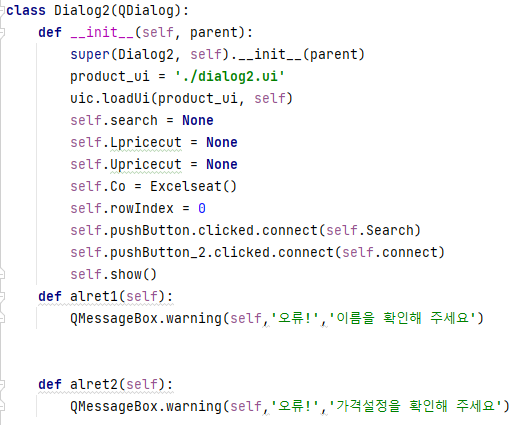 class Dialog2(QDialog):
    def __init__(self, parent):
        super(Dialog2, self).__init__(parent)
        product_ui = './dialog2.ui'
        uic.loadUi(product_ui, self)
        self.search = None
        self.Lpricecut = None
        self.Upricecut = None
        self.Co = Excelseat()
        self.rowIndex = 0
        self.pushButton.clicked.connect(self.Search)
        self.pushButton_2.clicked.connect(self.connect)
        self.show()
    def alret1(self):
        QMessageBox.warning(self,'오류!','이름을 확인해 주세요')
    def alret2(self):
        QMessageBox.warning(self,'오류!','가격설정을 확인해 주세요')